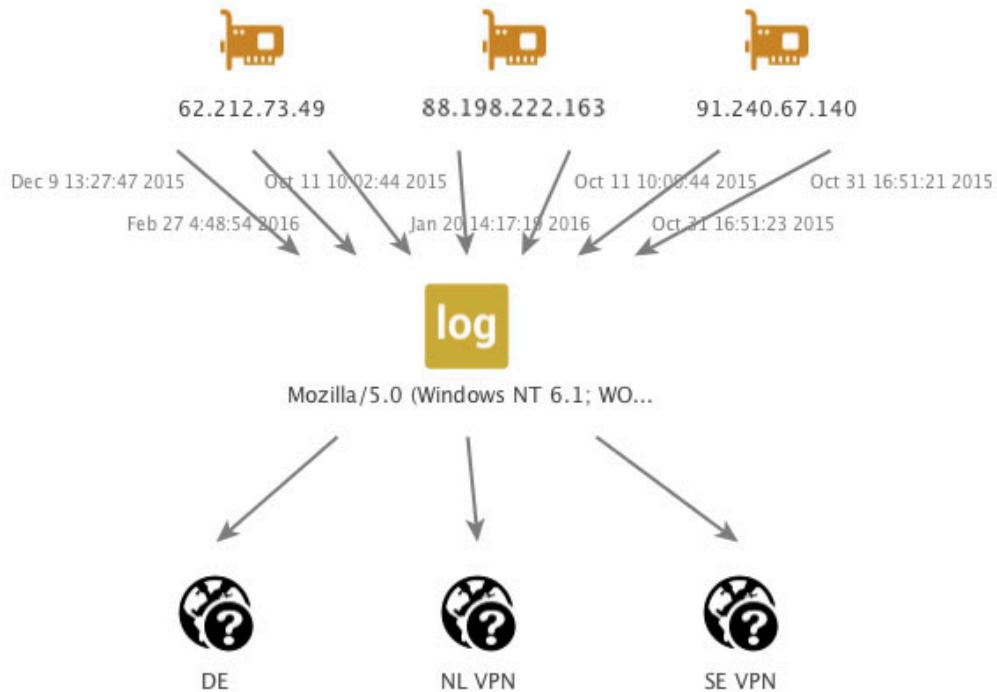 62.212.73.49 88.198.222.163 91.240.67.140
Dec 9 13:27:47 2015 Oct 11 10:02:44 2015 Oct 11 10:00:44 2015 Oct 31 16:51:21 2015
Feb 27 4:48:54 2016 Jan 20 14:17:19 2016 Oct 31 16:51:23 2015
log
Mozilla/5.0 (Windows NT 6.1; WO...
?
?
?
DE NL VPN SE VPN